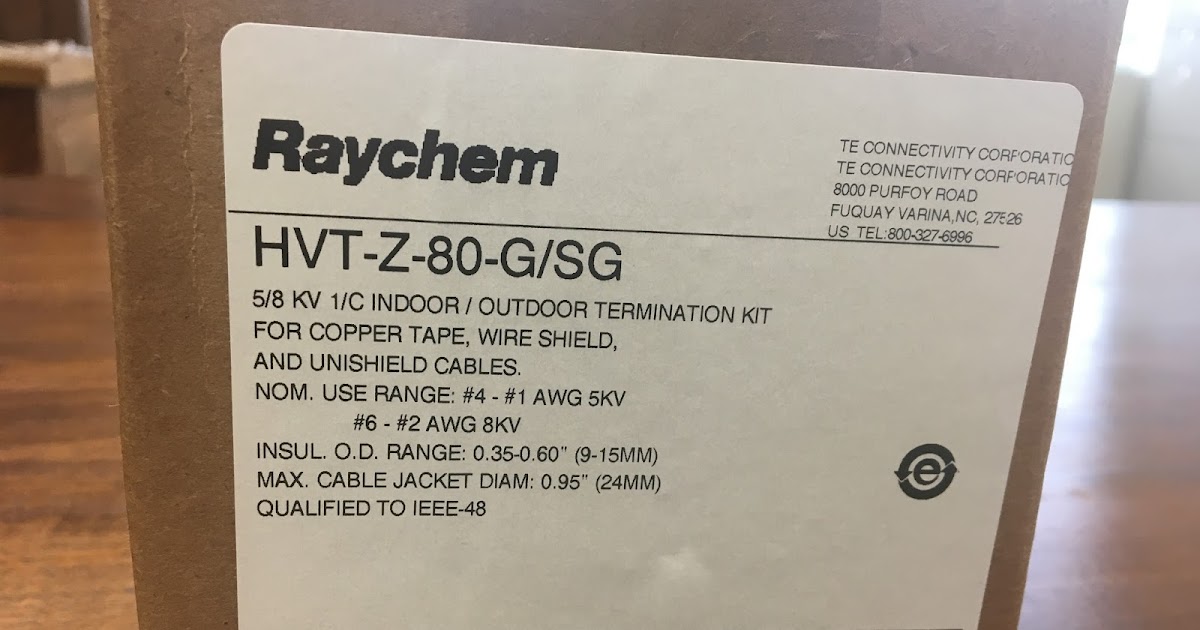 Raychem
TE CONNECTIVITY CORPORATIO
TE CONNECTIVITY CORPORATIO
8000 PURFOY ROAD
FUQUAY VARINA,NC, 27526
US TEL:800-327-6996
HVT-Z-80-G/SG
5/8 KV 1/C INDOOR / OUTDOOR TERMINATION KIT
FOR COPPER TAPE, WIRE SHIELD,
AND UNISHIELD CABLES.
NOM. USE RANGE: #4 - #1 AWG 5KV
#6 - #2 AWG 8KV
INSUL. O.D. RANGE: 0.35-0.60" (9-15MM)
MAX. CABLE JACKET DIAM: 0.95" (24MM)
QUALIFIED TO IEEE-48
e